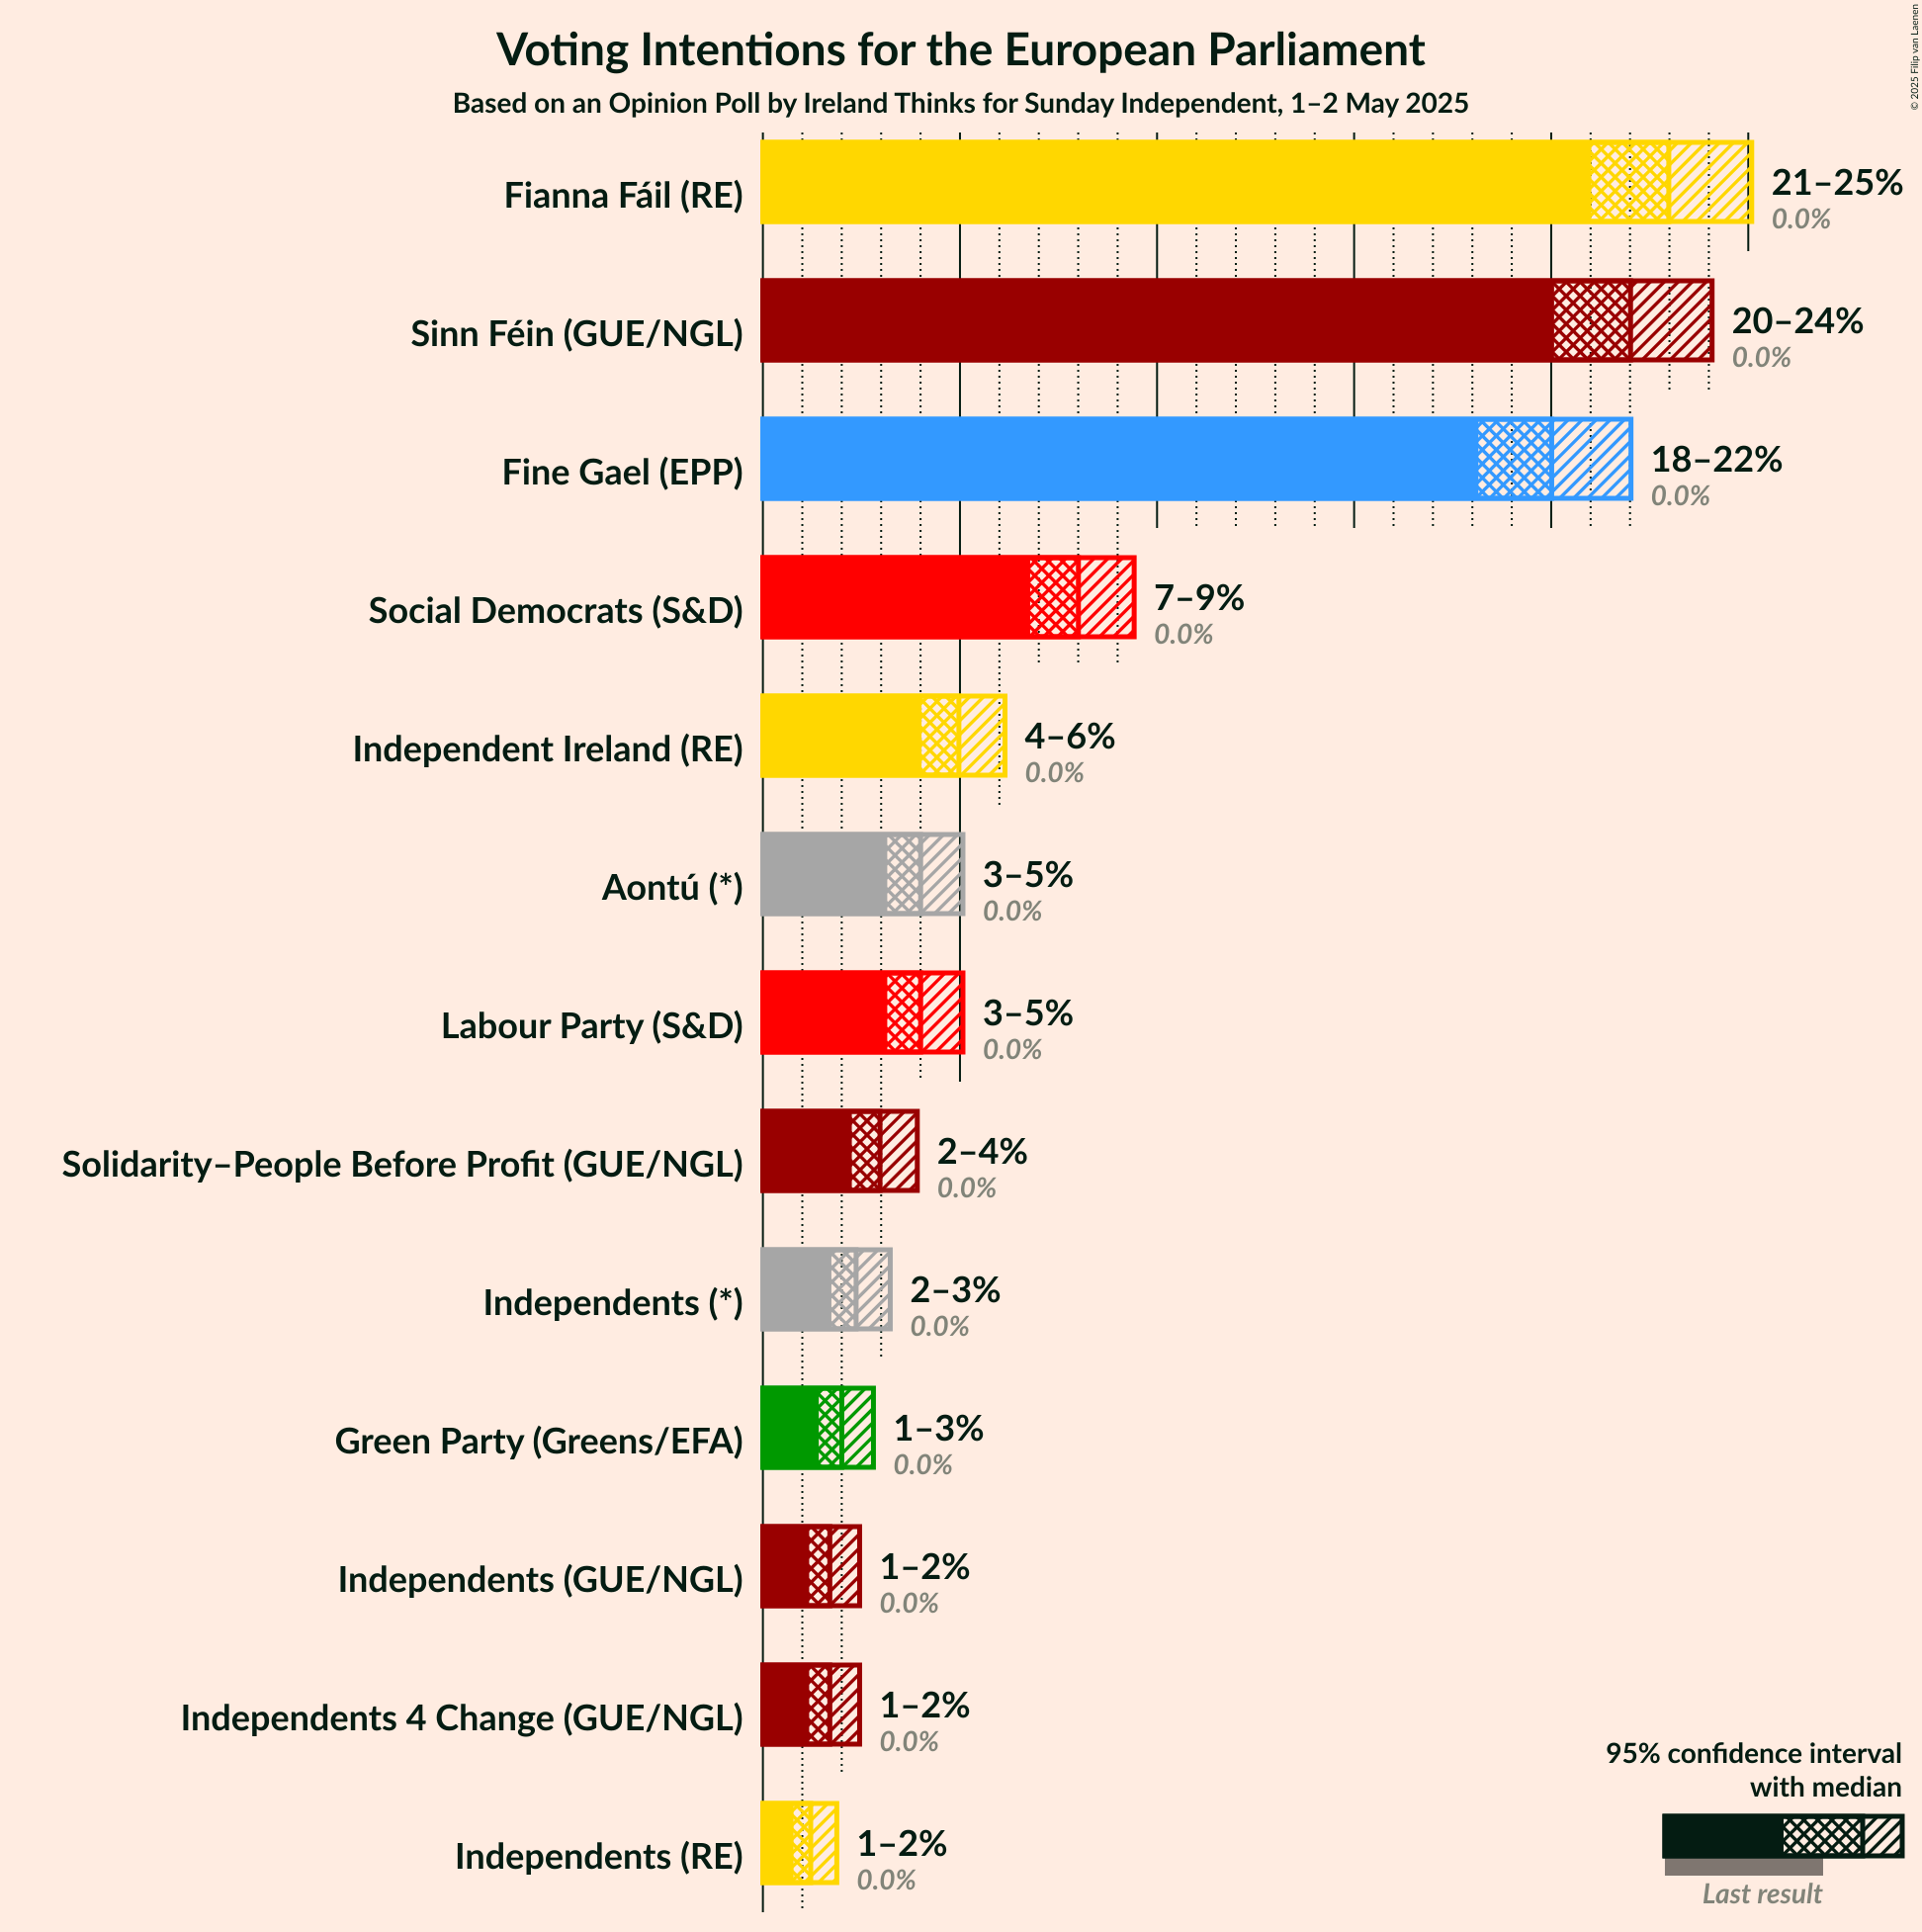 Voting Intentions for the European Parliament
Based on an Opinion Poll by Ireland Thinks for Sunday Independent, 1–2 May 2025
© 2025 Filip van Laenen
Fianna Fáil (RE)
21–25%
0.0%
Sinn Féin (GUE/NGL)
20–24%
0.0%
Fine Gael (EPP)
18–22%
0.0%
Social Democrats (S&D)
7–9%
0.0%
Independent Ireland (RE)
4–6%
0.0%
Aontú (*)
3–5%
0.0%
Labour Party (S&D)
3–5%
0.0%
Solidarity–People Before Profit (GUE/NGL)
2–4%
0.0%
Independents (*)
2–3%
0.0%
Green Party (Greens/EFA)
1–3%
0.0%
Independents (GUE/NGL)
1–2%
0.0%
Independents 4 Change (GUE/NGL)
1–2%
0.0%
Independents (RE)
1–2%
0.0%
95% confidence interval
with median
Last result